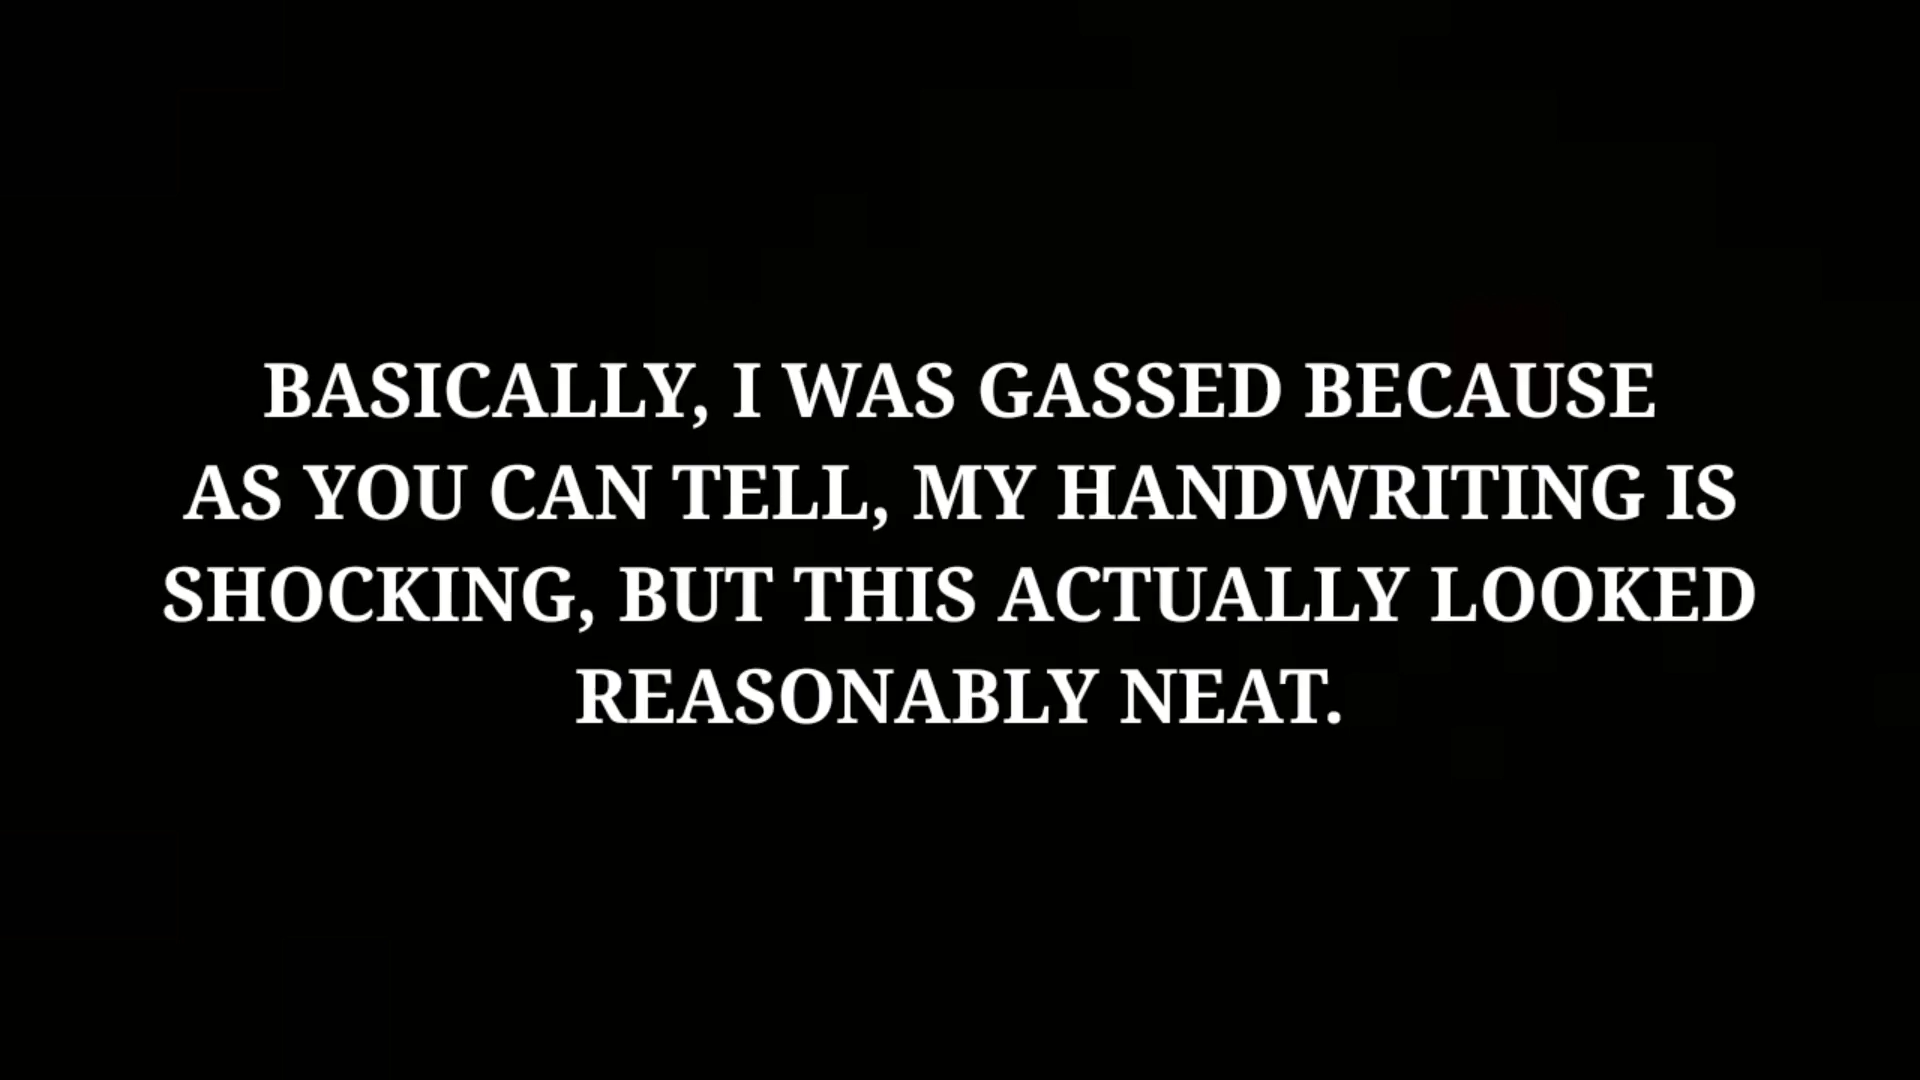 BASICALLY, I WAS GASSED BECAUSE
AS YOU CAN TELL, MY HANDWRITING IS
SHOCKING, BUT THIS ACTUALLY LOOKED
REASONABLY NEAT.